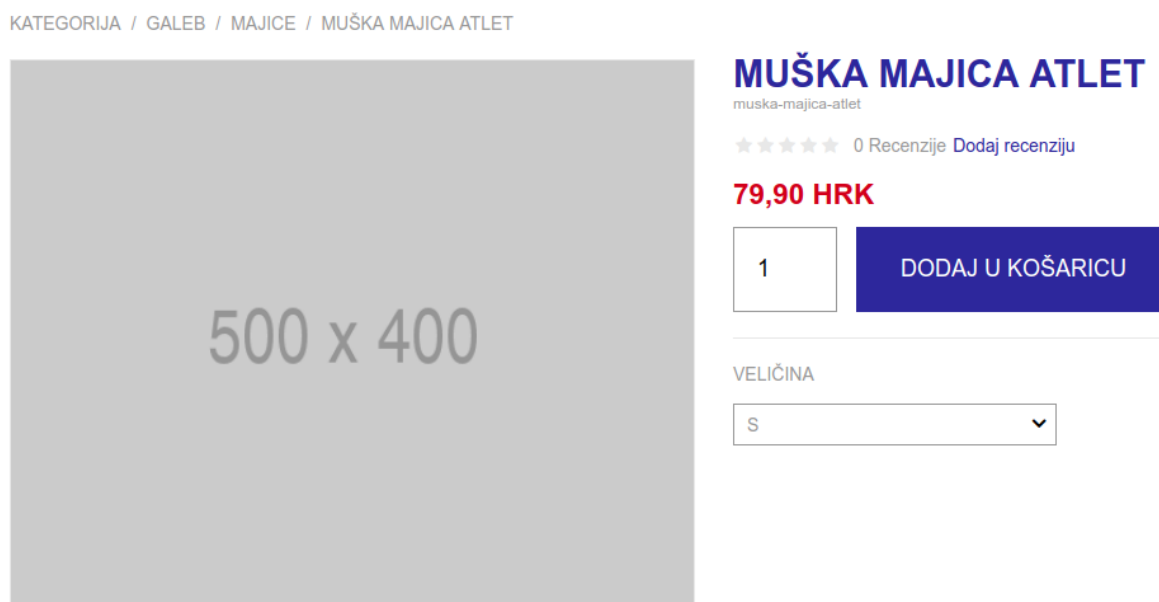 KATEGORIJA / GALEB / MAJICE / MUŠKA MAJICA ATLET
500 x 400
MUŠKA MAJICA ATLET
muska-majica-atlet
0 Recenzije Dodaj recenziju
79,90 HRK
1
DODAJ U KOŠARICU
VELIČINA
S